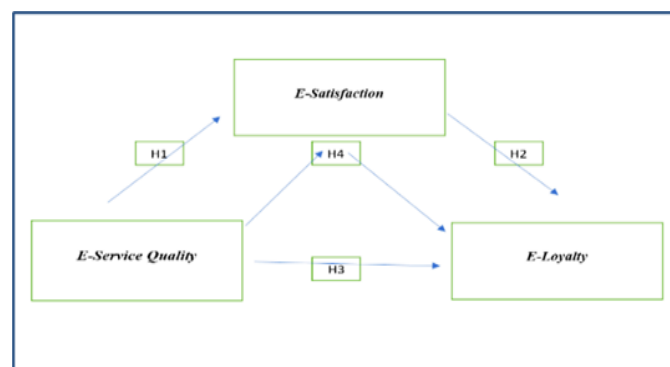 E-Satisfaction
H1
H4
H2
E-Service Quality
E-Loyalty
H3